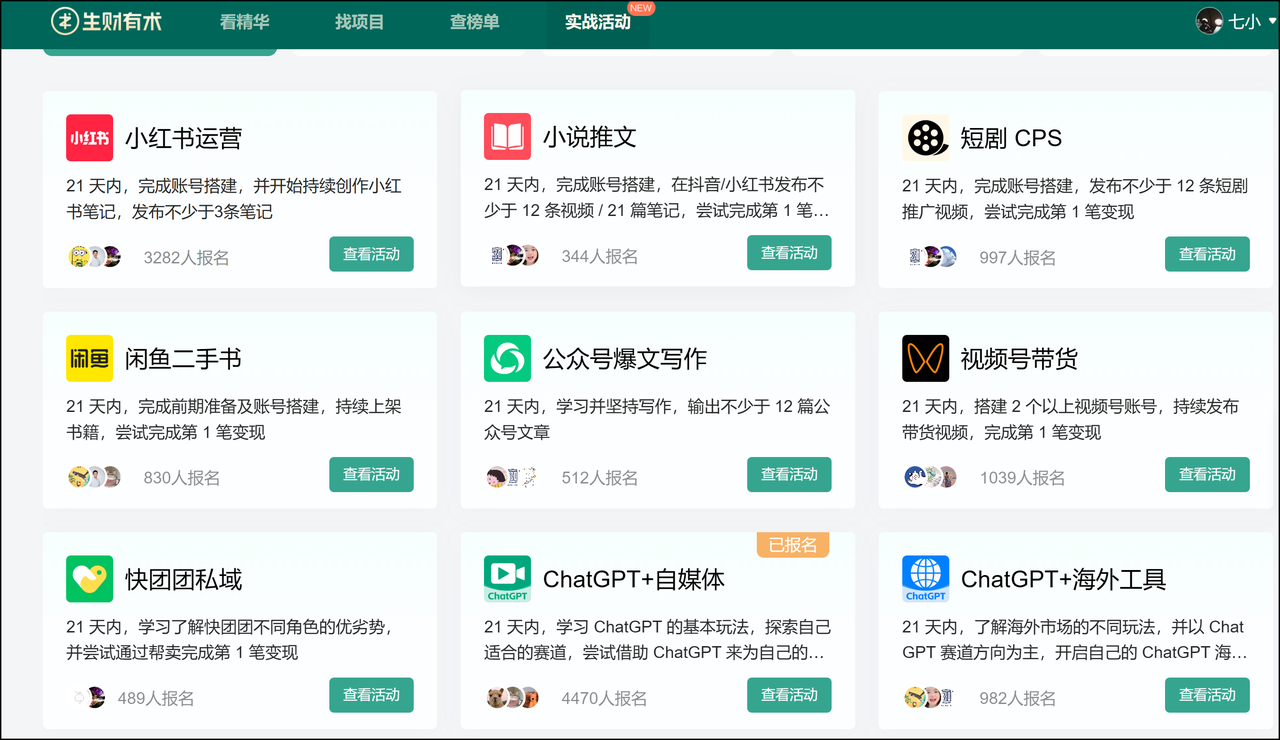 生财有术
看精华
找项目
查榜单
实战活动
NEW
七小
小红书
小红书运营
21 天内，完成账号搭建，并开始持续创作小红
书笔记，发布不少于3条笔记
3282人报名
查看活动
小说推文
21 天内，完成账号搭建，在抖音/小红书发布不
少于 12 条视频 / 21 篇笔记，尝试完成第 1 笔…
344人报名
查看活动
短剧 CPS
21 天内，完成账号搭建，发布不少于 12 条短剧
推广视频，尝试完成第 1 笔变现
997人报名
查看活动
闲鱼
闲鱼二手书
21 天内，完成前期准备及账号搭建，持续上架
书籍，尝试完成第 1 笔变现
830人报名
查看活动
公众号爆文写作
21 天内，学习并坚持写作，输出不少于 12 篇公
众号文章
512人报名
查看活动
视频号带货
21 天内，搭建 2 个以上视频号账号，持续发布
带货视频，完成第 1 笔变现
1039人报名
查看活动
快团团私域
21 天内，学习了解快团团不同角色的优劣势，
并尝试通过帮卖完成第 1 笔变现
489人报名
查看活动
已报名
ChatGPT
ChatGPT+自媒体
21 天内，学习 ChatGPT 的基本玩法，探索自己
适合的赛道，尝试借助 ChatGPT 来为自己的…
4470人报名
查看活动
ChatGPT
ChatGPT+海外工具
21 天内，了解海外市场的不同玩法，并以 Chat
GPT 赛道方向为主，开启自己的 ChatGPT 海…
982人报名
查看活动